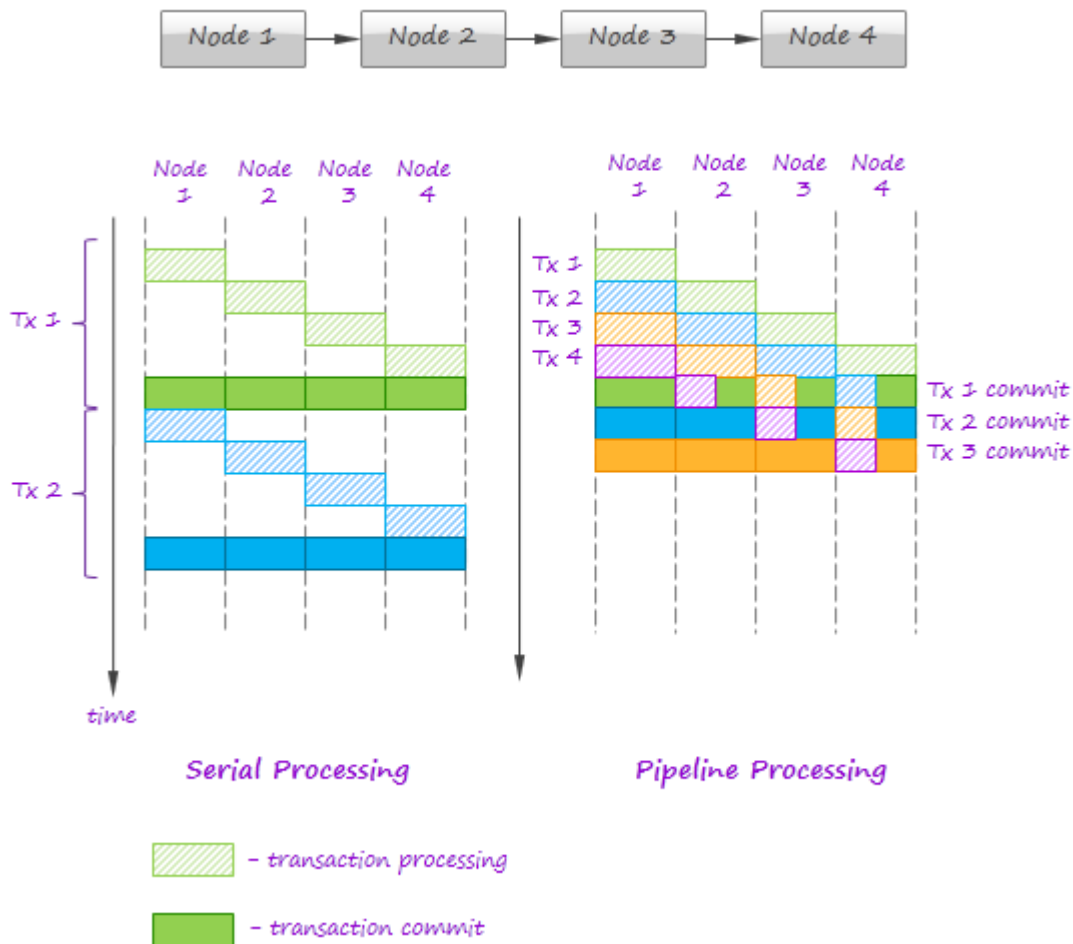 Node 1
Node 2
Node 3
Node 4
Node
1
Node
2
Node
3
Node
4
Tx 1
Tx 2
time
Serial Processing
Node
1
Node
2
Node
3
Node
4
Tx 1
Tx 2
Tx 3
Tx 4
Tx 1 commit
Tx 2 commit
Tx 3 commit
Pipeline Processing
- transaction processing
- transaction commit